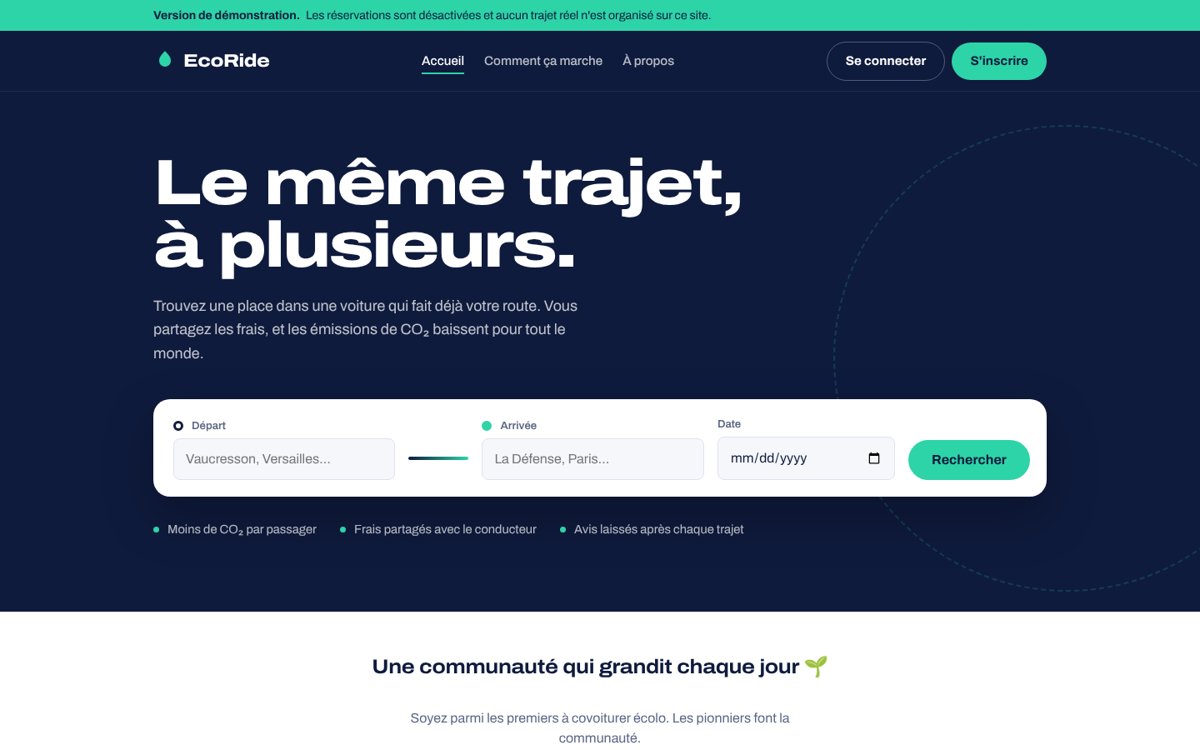 Version de démonstration. Les réservations sont désactivées et aucun trajet réel n'est organisé sur ce site.
EcoRide
Accueil
Comment ça marche
À propos
Se connecter
S'inscrire
Le même trajet,
à plusieurs.
Trouvez une place dans une voiture qui fait déjà votre route. Vous
partagez les frais, et les émissions de CO₂ baissent pour tout le
monde.
Départ
Arrivée
Date
Vaucresson, Versailles...
La Défense, Paris...
mm/dd/yyyy
Rechercher
Moins de CO₂ par passager
Frais partagés avec le conducteur
Avis laissés après chaque trajet
Une communauté qui grandit chaque jour 🌱
Soyez parmi les premiers à covoiturer écolo. Les pionniers font la
communauté.